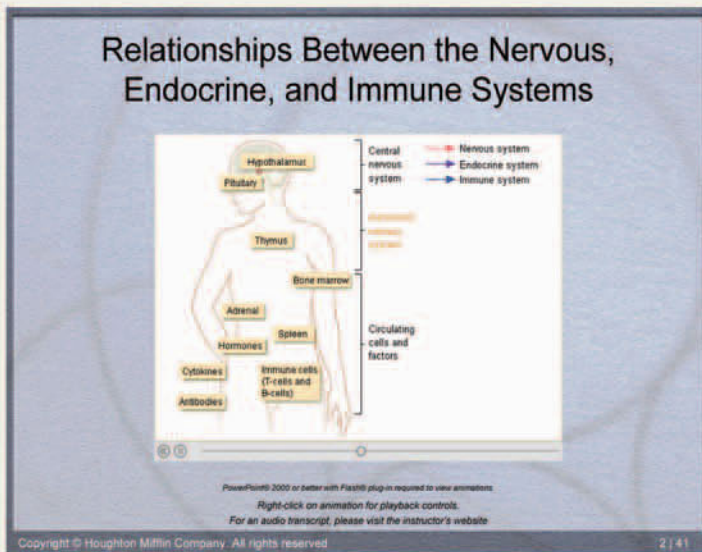 Relationships Between the Nervous,
Endocrine, and Immune Systems
Hypothalamus
Pituitary
Central
nervous
system
Nervous system
Endocrine system
Immune system
Thymus
Bone marrow
Adrenal
Spleen
Hormones
Circulating
cells and
factors
Cytokines
Immune cells
(T-cells and
B-cells)
Antibodies
PowerPoint® 2000 or better with Flash® plug-in required to view animations.
Right-click on animation for playback controls.
For an audio transcript, please visit the instructor's website
Copyright © Houghton Mifflin Company. All rights reserved
2 | 41